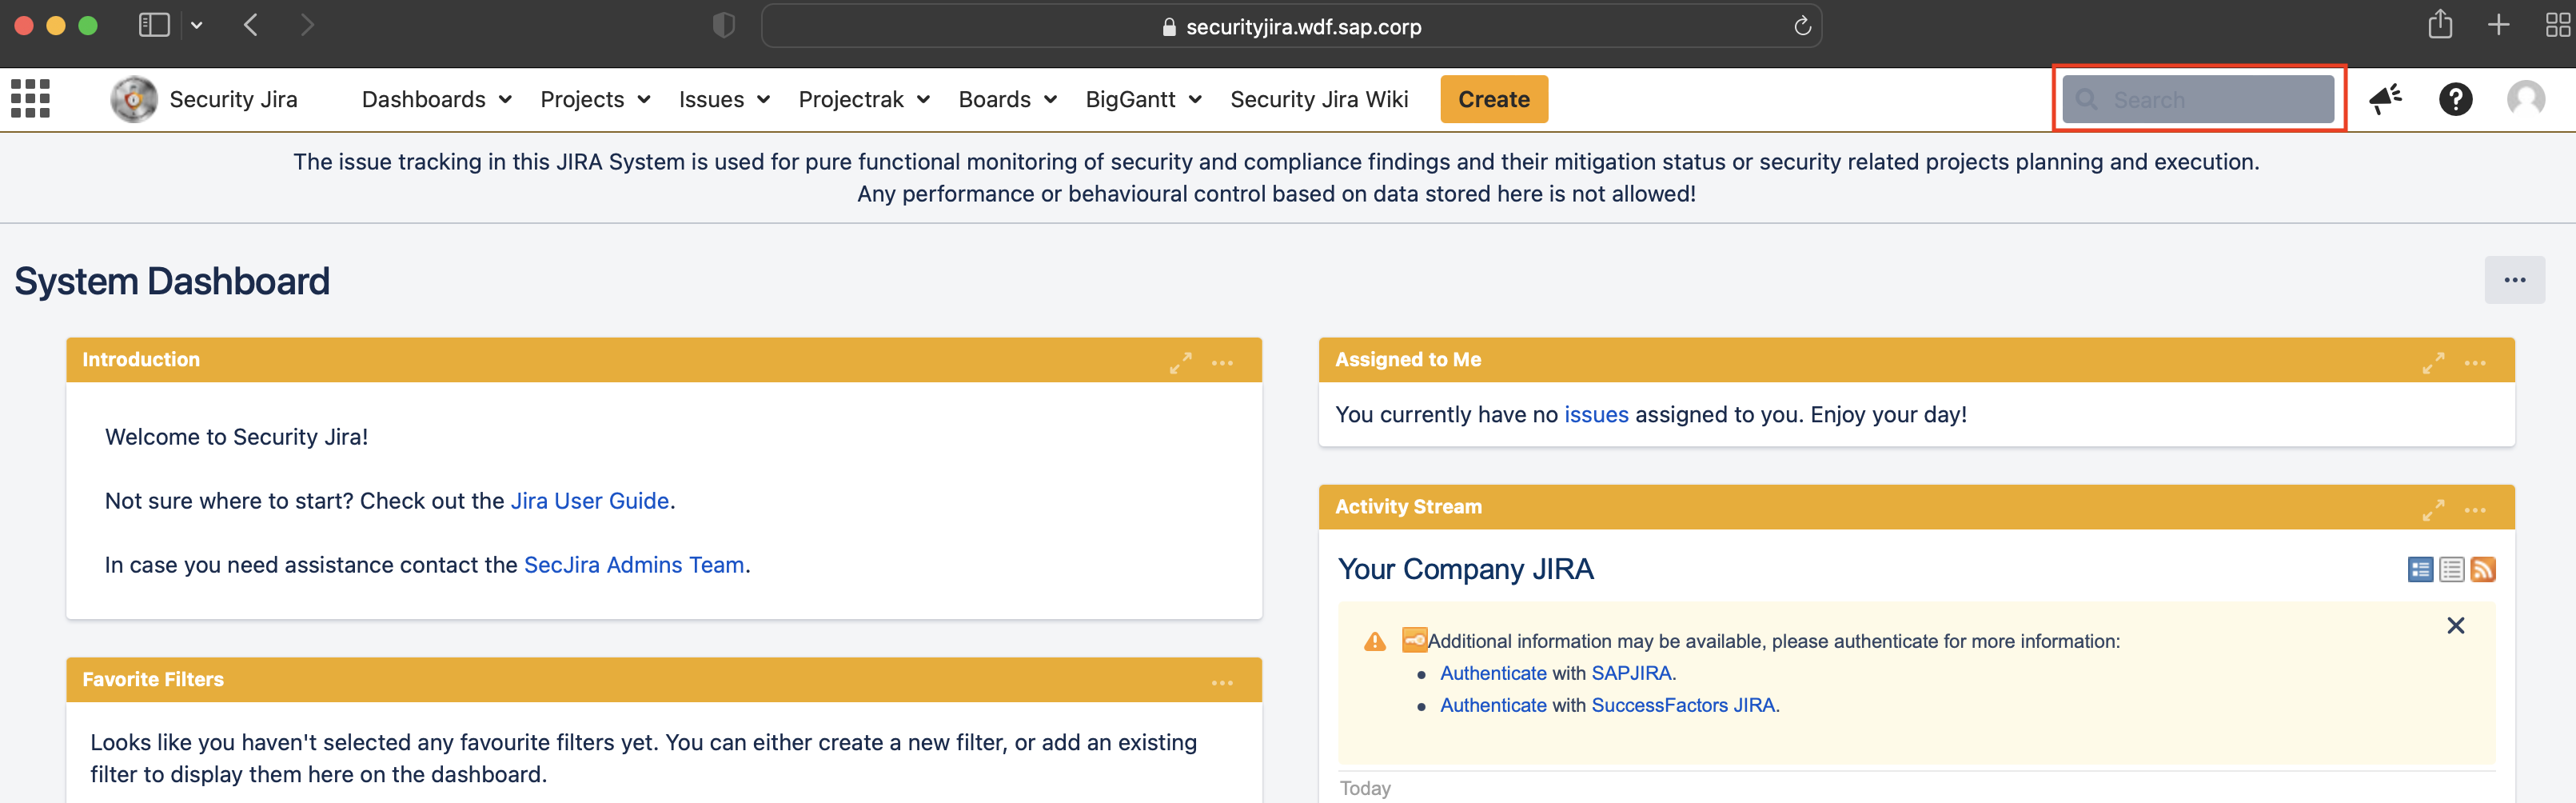 securityjira.wdf.sap.corp
Security Jira
Dashboards
Projects
Issues
Projectrak
Boards
BigGantt
Security Jira Wiki
Create
Search
The issue tracking in this JIRA System is used for pure functional monitoring of security and compliance findings and their mitigation status or security related projects planning and execution.
Any performance or behavioural control based on data stored here is not allowed!
System Dashboard
Introduction
Welcome to Security Jira!
Not sure where to start? Check out the Jira User Guide.
In case you need assistance contact the SecJira Admins Team.
Favorite Filters
Looks like you haven't selected any favourite filters yet. You can either create a new filter, or add an existing
filter to display them here on the dashboard.
Assigned to Me
You currently have no issues assigned to you. Enjoy your day!
Activity Stream
Your Company JIRA
Additional information may be available, please authenticate for more information:
• Authenticate with SAPJIRA.
• Authenticate with SuccessFactors JIRA.
Today